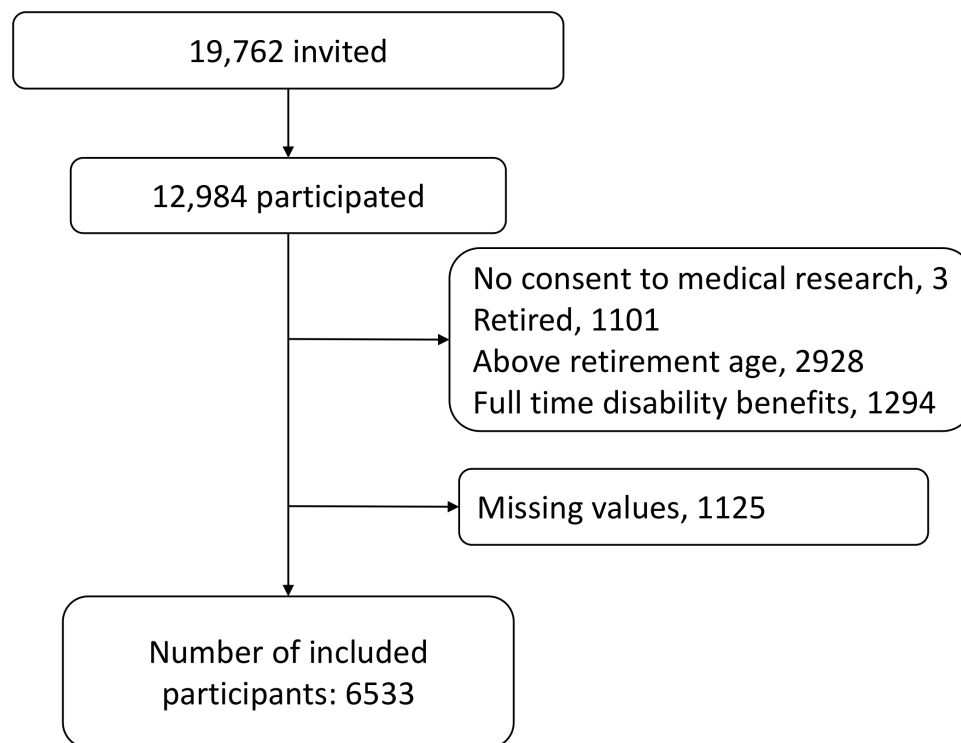 19,762 invited
12,984 participated
No consent to medical research, 3
Retired, 1101
Above retirement age, 2928
Full time disability benefits, 1294
Missing values, 1125
Number of included
participants: 6533